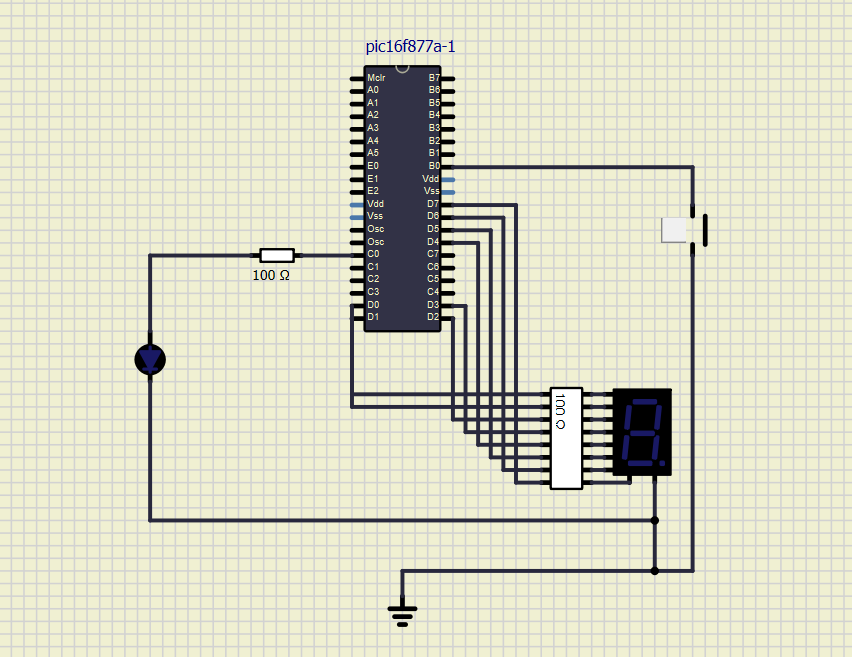 pic16f877a-1
Mclr B7
A0 B6
A1 B5
A2 B4
A3 B3
A4 B2
A5 B1
E0 B0
E1 Vdd
E2 Vss
Vdd D7
Vss D6
Osc D5
Osc D4
C0 C7
C1 C6
C2 C5
C3 C4
D0 D3
D1 D2
100 Ω
100 Ω